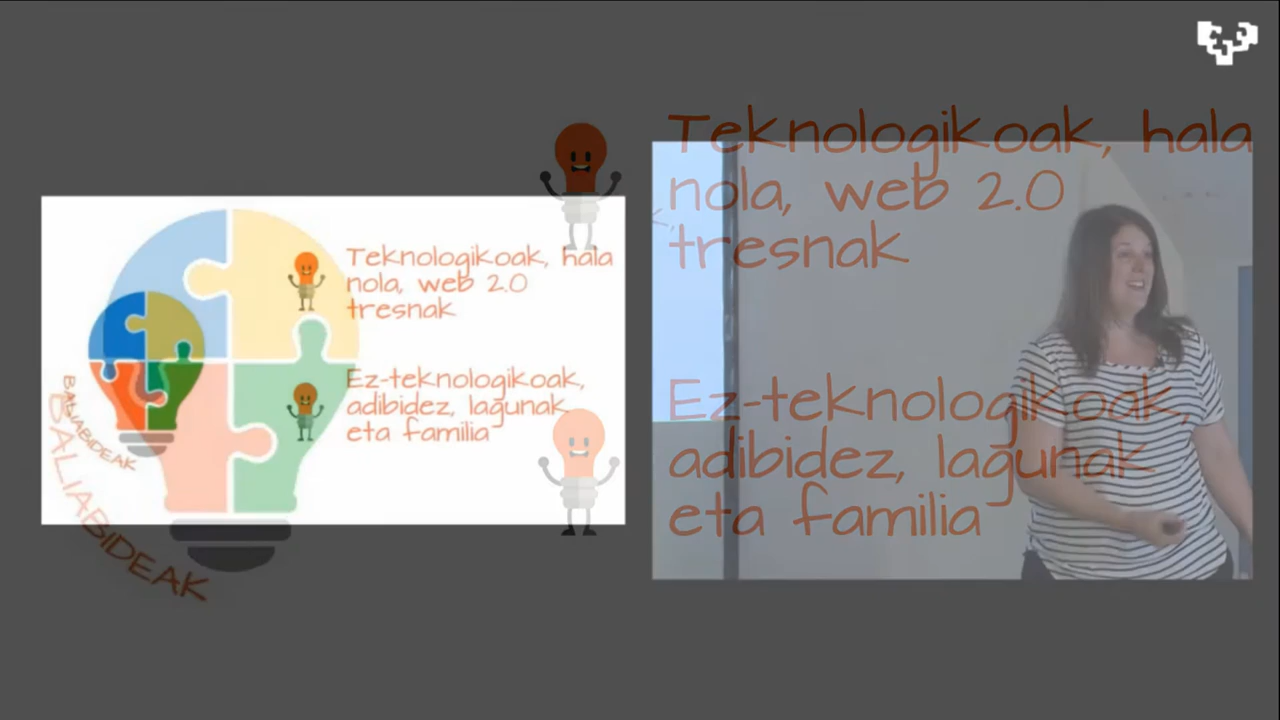 Teknologikoak, hala
nola, web 2.0
tresnak
Ez-teknologikoak,
adibidez, lagunak
eta familia
BALIABIDEAK
BALIABIDEAK
Teknologikoak, hala
nola, web 2.0
tresnak
Ez-teknologikoak,
adibidez, lagunak
eta familia